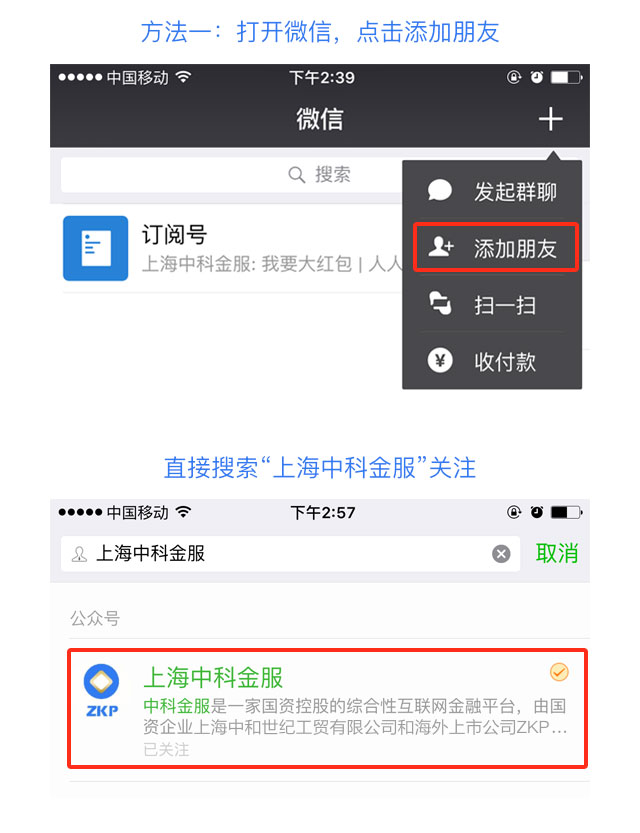 方法一：打开微信，点击添加朋友
中国移动 下午2:39
微信
搜索
发起群聊
订阅号
上海中科金服: 我要大红包 | 人人
添加朋友
扫一扫
收付款
直接搜索“上海中科金服”关注
中国移动 下午2:57
上海中科金服 取消
公众号
上海中科金服
中科金服是一家国资控股的综合性互联网金融平台，由国
资企业上海中和世纪工贸有限公司和海外上市公司ZKP...
ZKP
已关注